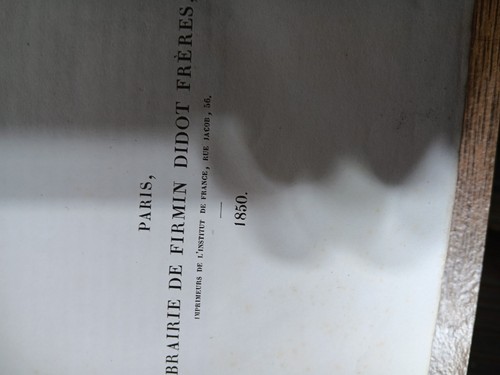 PARIS,
BRAIRIE DE FIRMIN DIDOT FRÈRES,
IMPRIMEURS DE L'INSTITUT DE FRANCE, RUE JACOB, 56.
1850.